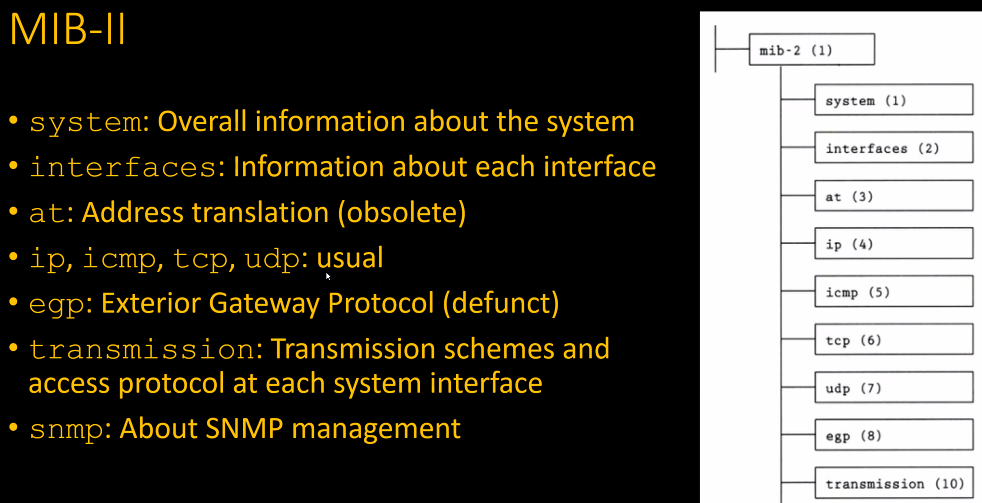 MIB-II
• system: Overall information about the system
• interfaces: Information about each interface
• at: Address translation (obsolete)
• ip, icmp, tcp, udp: usual
• egp: Exterior Gateway Protocol (defunct)
• transmission: Transmission schemes and
access protocol at each system interface
• snmp: About SNMP management
mib-2 (1)
system (1)
interfaces (2)
at (3)
ip (4)
icmp (5)
tcp (6)
udp (7)
egp (8)
transmission (10)